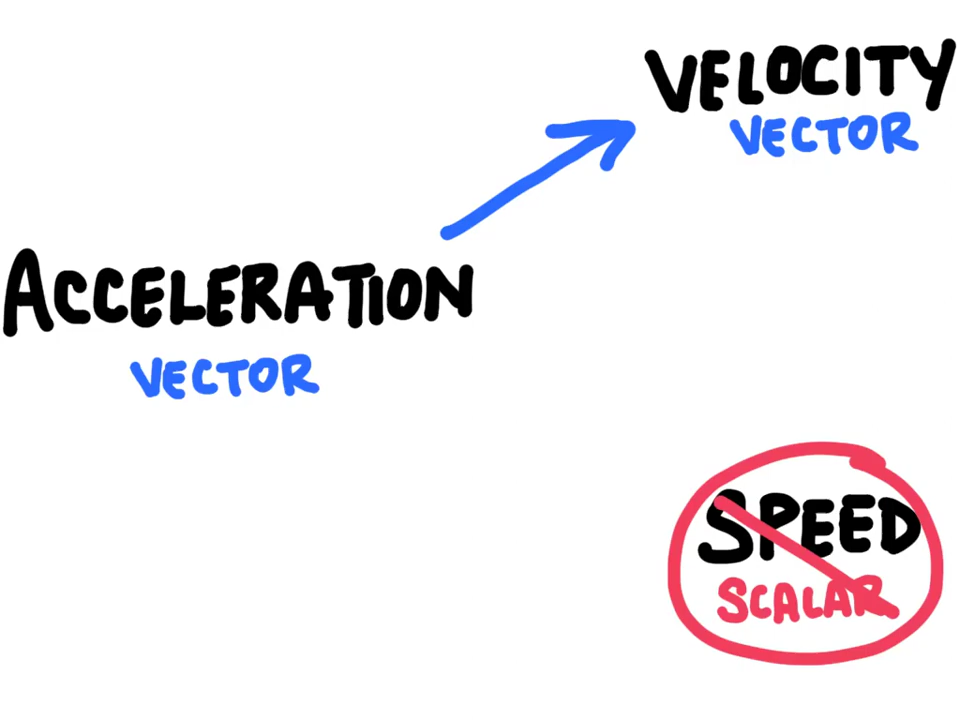 VELOCITY
VECTOR
ACCELERATION
VECTOR
SPEED
SCALAR